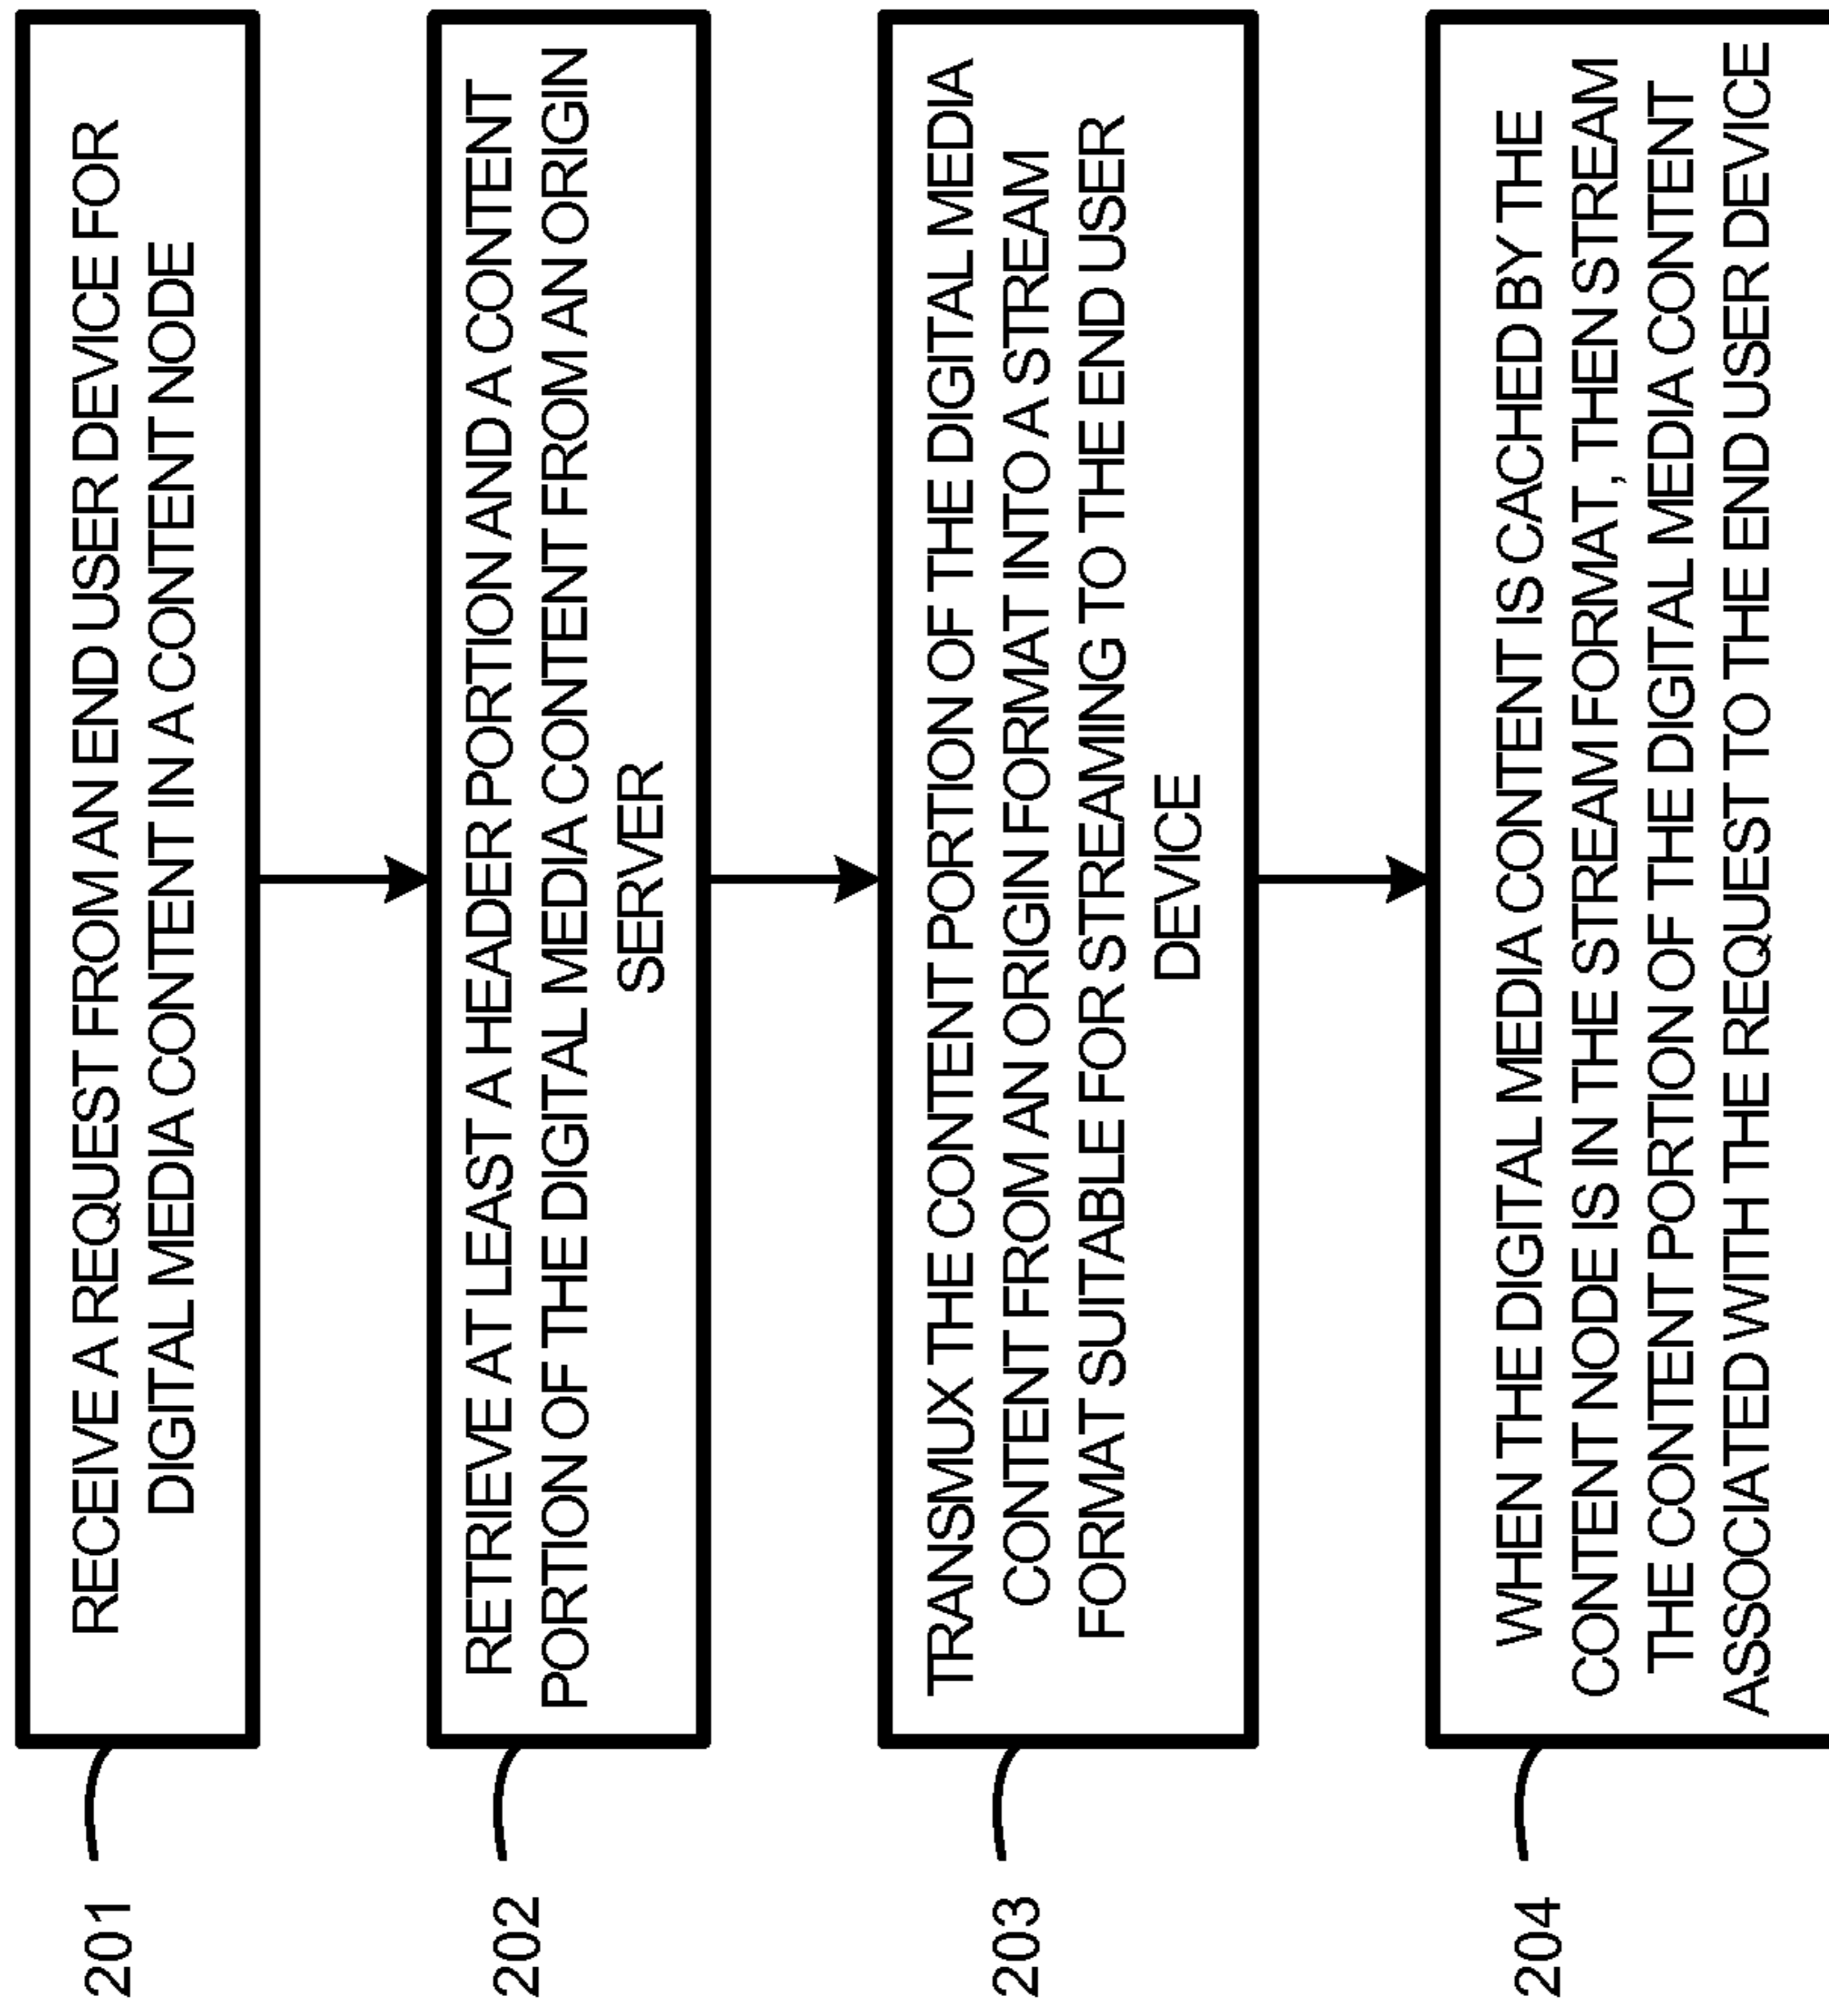 201
RECEIVE A REQUEST FROM AN END USER DEVICE FOR
DIGITAL MEDIA CONTENT IN A CONTENT NODE
202
RETRIEVE AT LEAST A HEADER PORTION AND A CONTENT
PORTION OF THE DIGITAL MEDIA CONTENT FROM AN ORIGIN
SERVER
203
TRANSMUX THE CONTENT PORTION OF THE DIGITAL MEDIA
CONTENT FROM AN ORIGIN FORMAT INTO A STREAM
FORMAT SUITABLE FOR STREAMING TO THE END USER
DEVICE
204
WHEN THE DIGITAL MEDIA CONTENT IS CACHED BY THE
CONTENT NODE IS IN THE STREAM FORMAT, THEN STREAM
THE CONTENT PORTION OF THE DIGITAL MEDIA CONTENT
ASSOCIATED WITH THE REQUEST TO THE END USER DEVICE